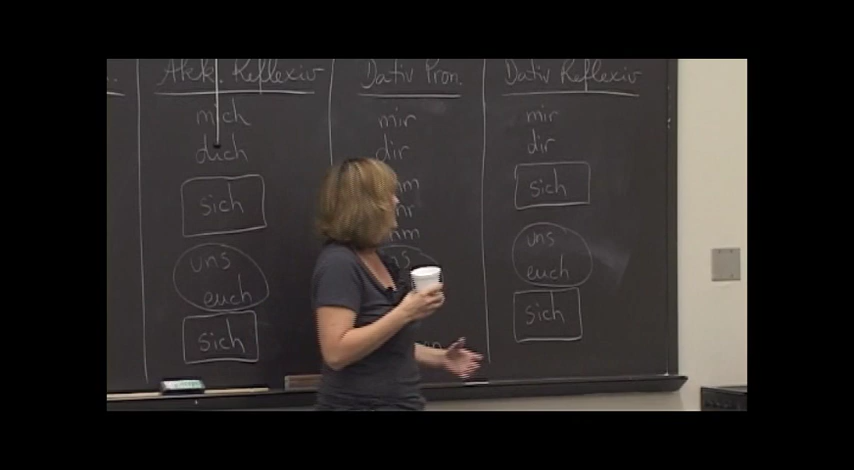 Akk. Reflexiv
mich
dich
sich
uns
euch
sich
Dativ Pron.
mir
dir
Dativ Reflexiv
mir
dir
sich
uns
euch
sich